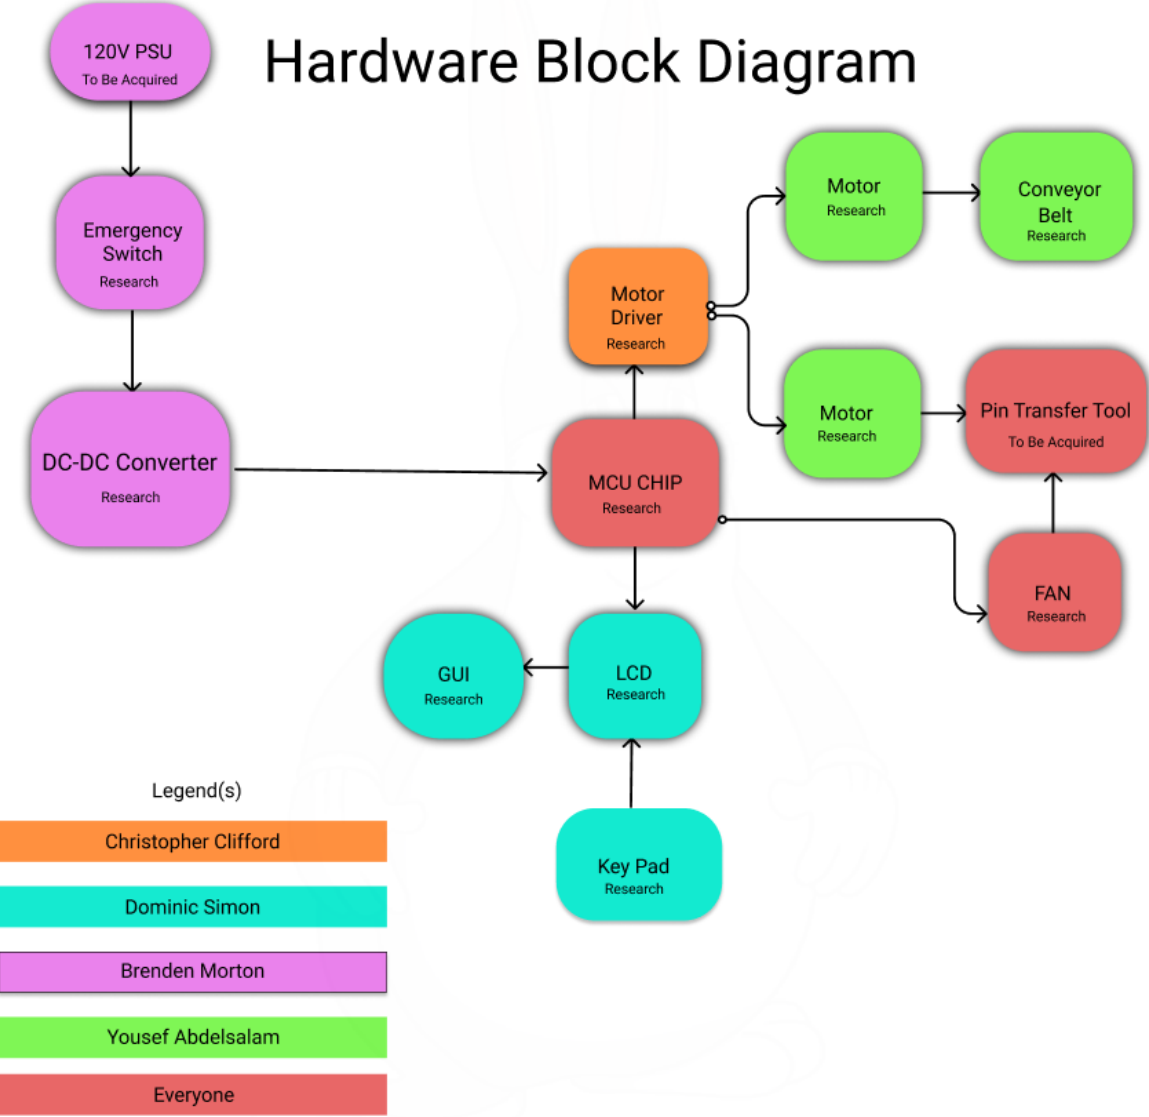 Hardware Block Diagram
120V PSU
To Be Acquired
Emergency
Switch
Research
DC-DC Converter
Research
Motor
Driver
Research
MCU CHIP
Research
Motor
Research
Conveyor
Belt
Research
Motor
Research
Pin Transfer Tool
To Be Acquired
FAN
Research
GUI
Research
LCD
Research
Key Pad
Research
Legend(s)
Christopher Clifford
Dominic Simon
Brenden Morton
Yousef Abdelsalam
Everyone